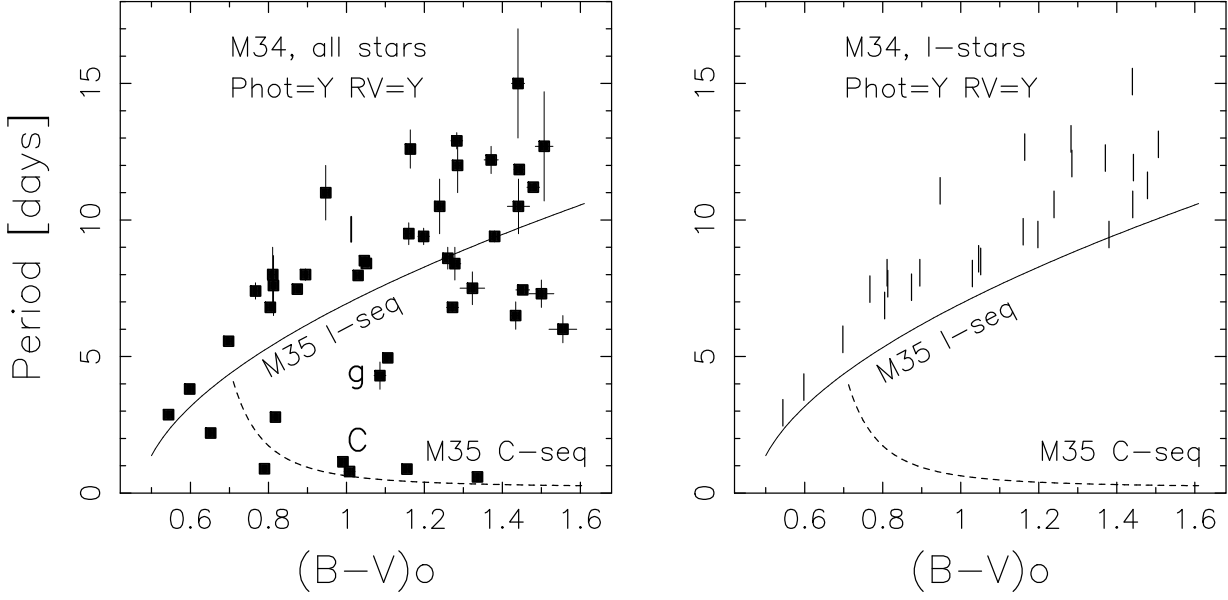 M34, all stars
Phot=Y RV=Y
M35 I-seq
g
C
M35 C-seq
Period [days]
0
5
10
15
0.6 0.8 1 1.2 1.4 1.6
(B-V)o
M34, I-stars
Phot=Y RV=Y
M35 I-seq
M35 C-seq
0
5
10
15
0.6 0.8 1 1.2 1.4 1.6
(B-V)o